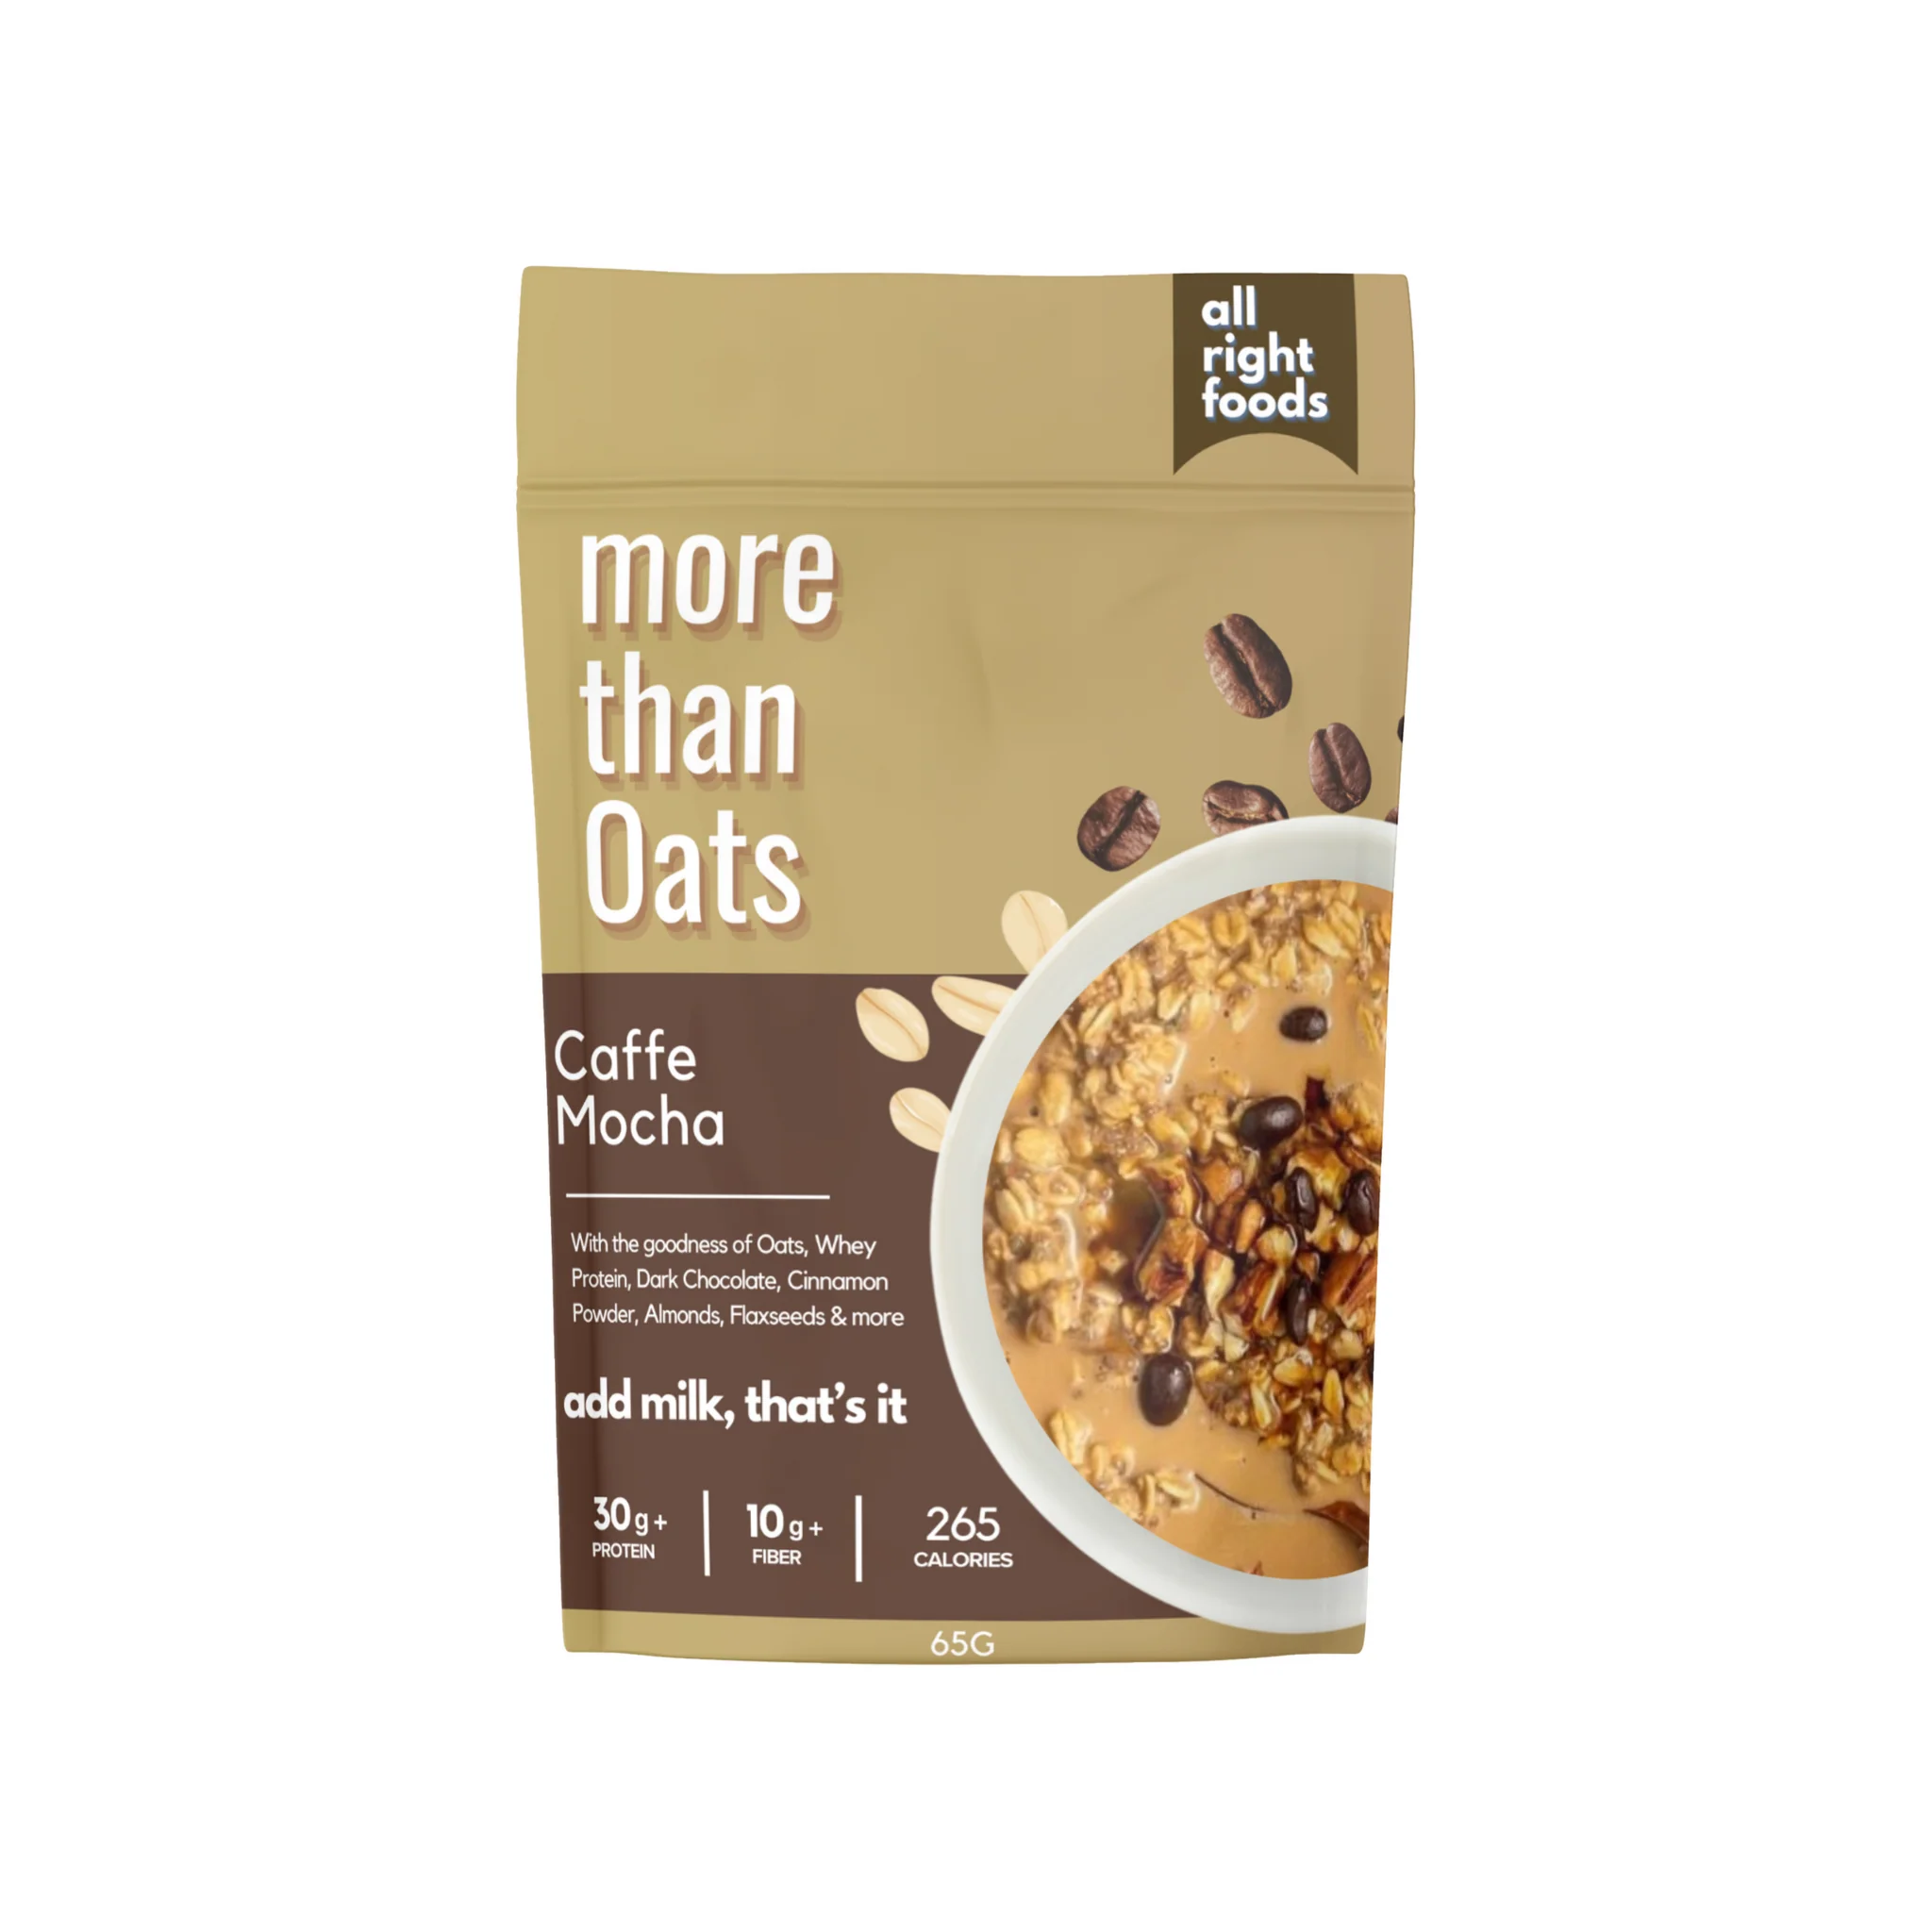 all
right
foods
more
than
Oats
Caffe
Mocha
With the goodness of Oats, Whey
Protein, Dark Chocolate, Cinnamon
Powder, Almonds, Flaxseeds & more
add milk, that's it
30g+ 10g+ 265
PROTEIN FIBER CALORIES
65G